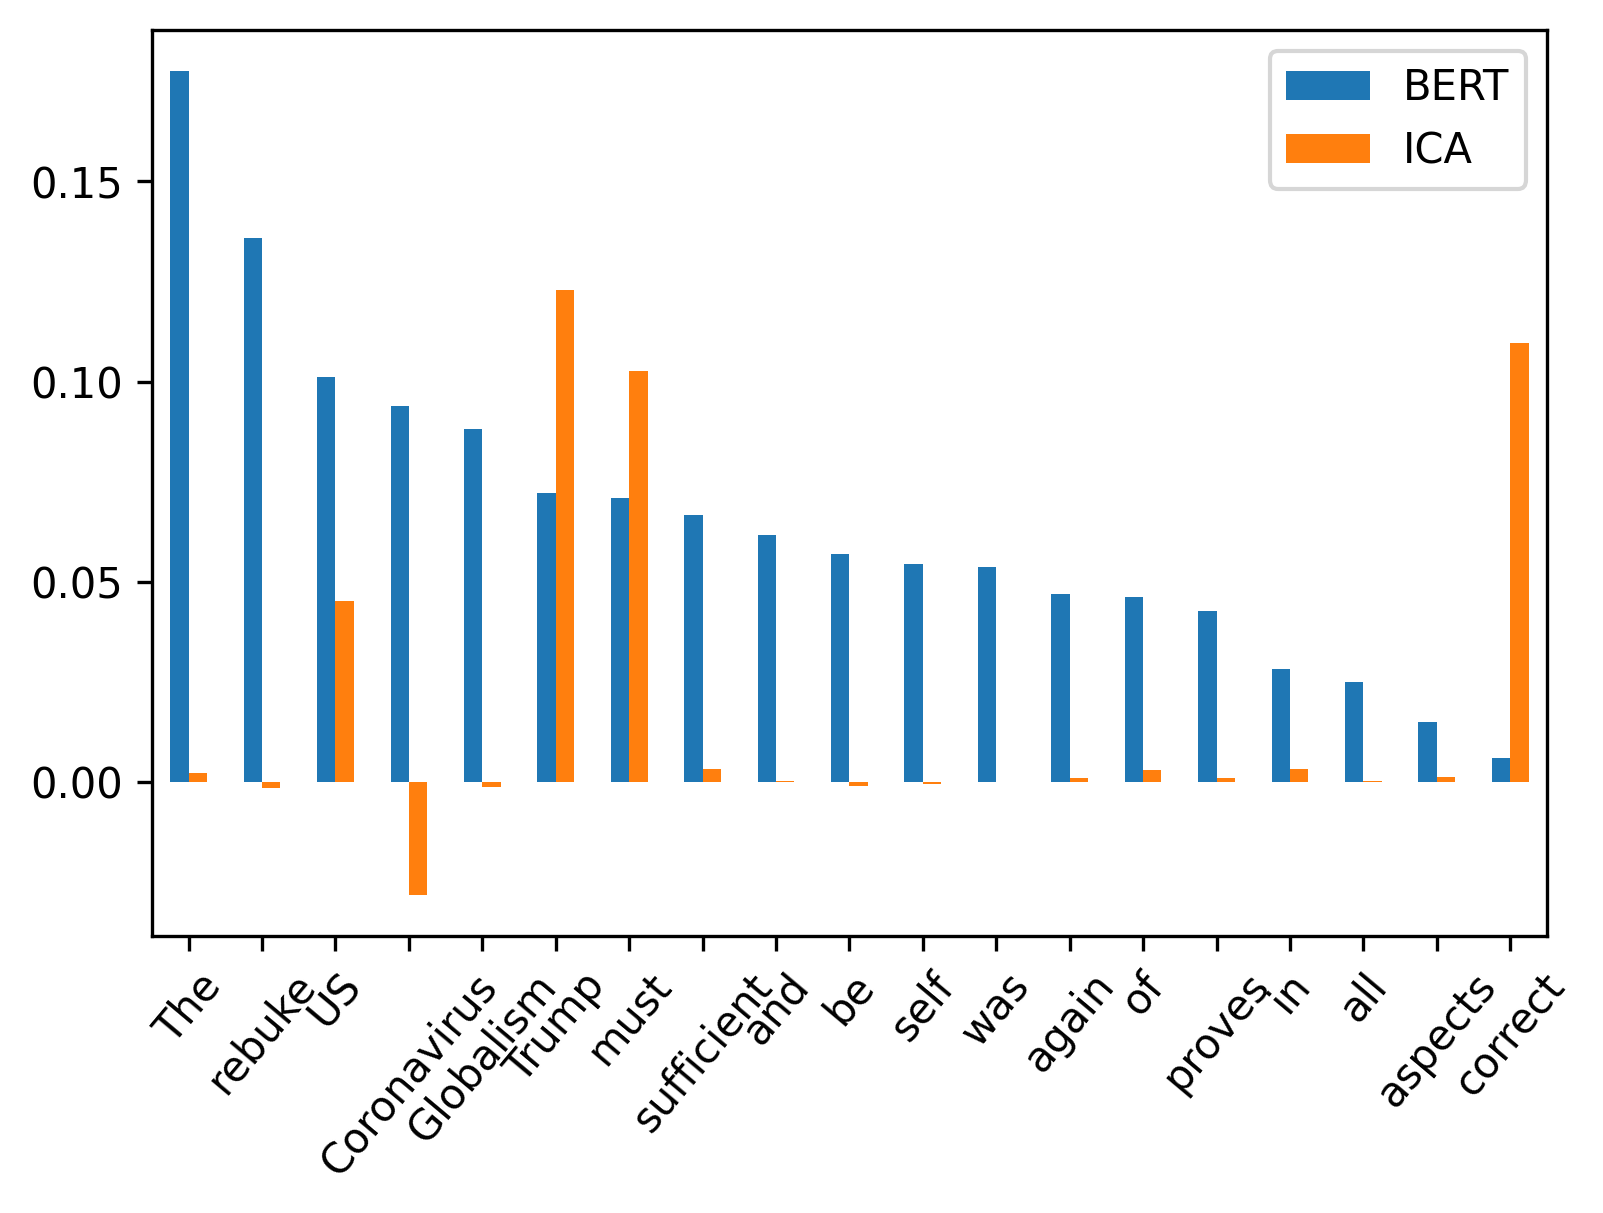 BERT
ICA
0.15
0.10
0.05
0.00
The
rebuke
US
Coronavirus
Globalism
Trump
must
sufficient
and
be
self
was
again
of
proves
in
all
aspects
correct